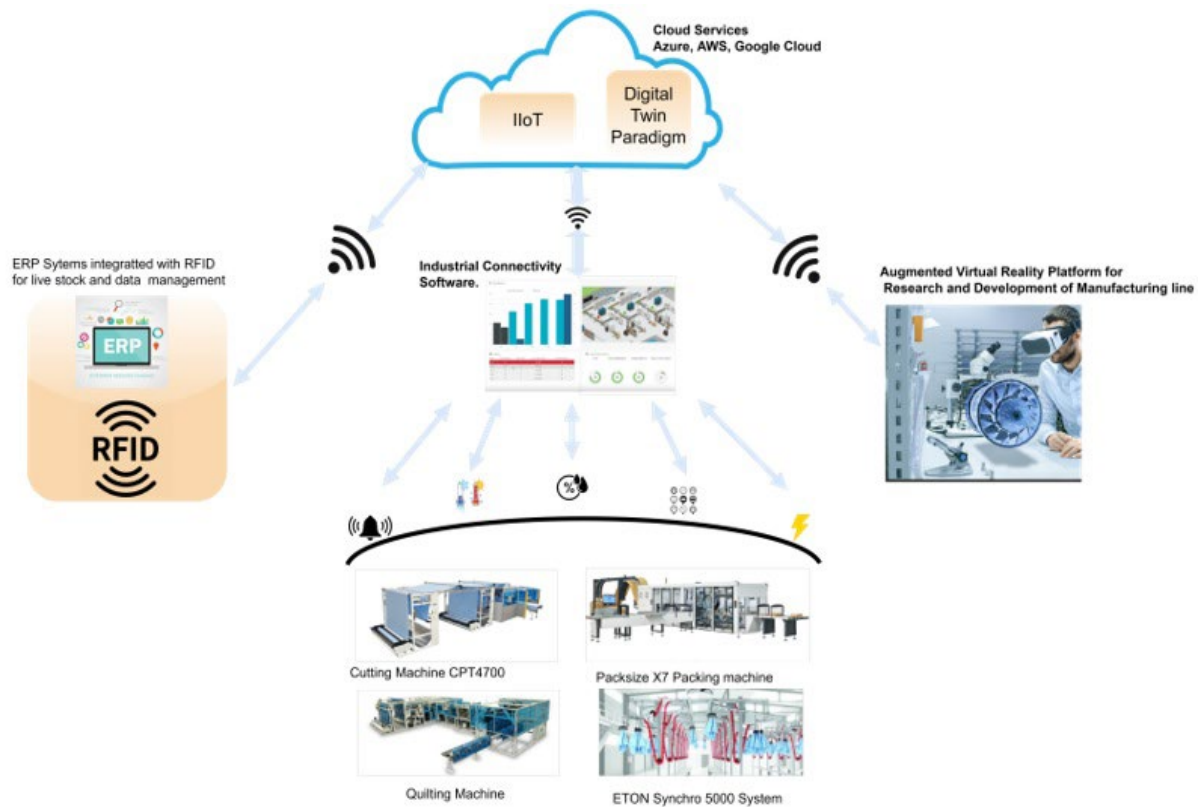 Cloud Services
Azure, AWS, Google Cloud
IIoT
Digital
Twin
Paradigm
ERP Sytems integratted with RFID
for live stock and data management
ERP
RFID
Industrial Connectivity
Software.
Augmented Virtual Reality Platform for
Research and Development of Manufacturing line
%
Cutting Machine CPT4700
Packsize X7 Packing machine
Quilting Machine
ETON Synchro 5000 System